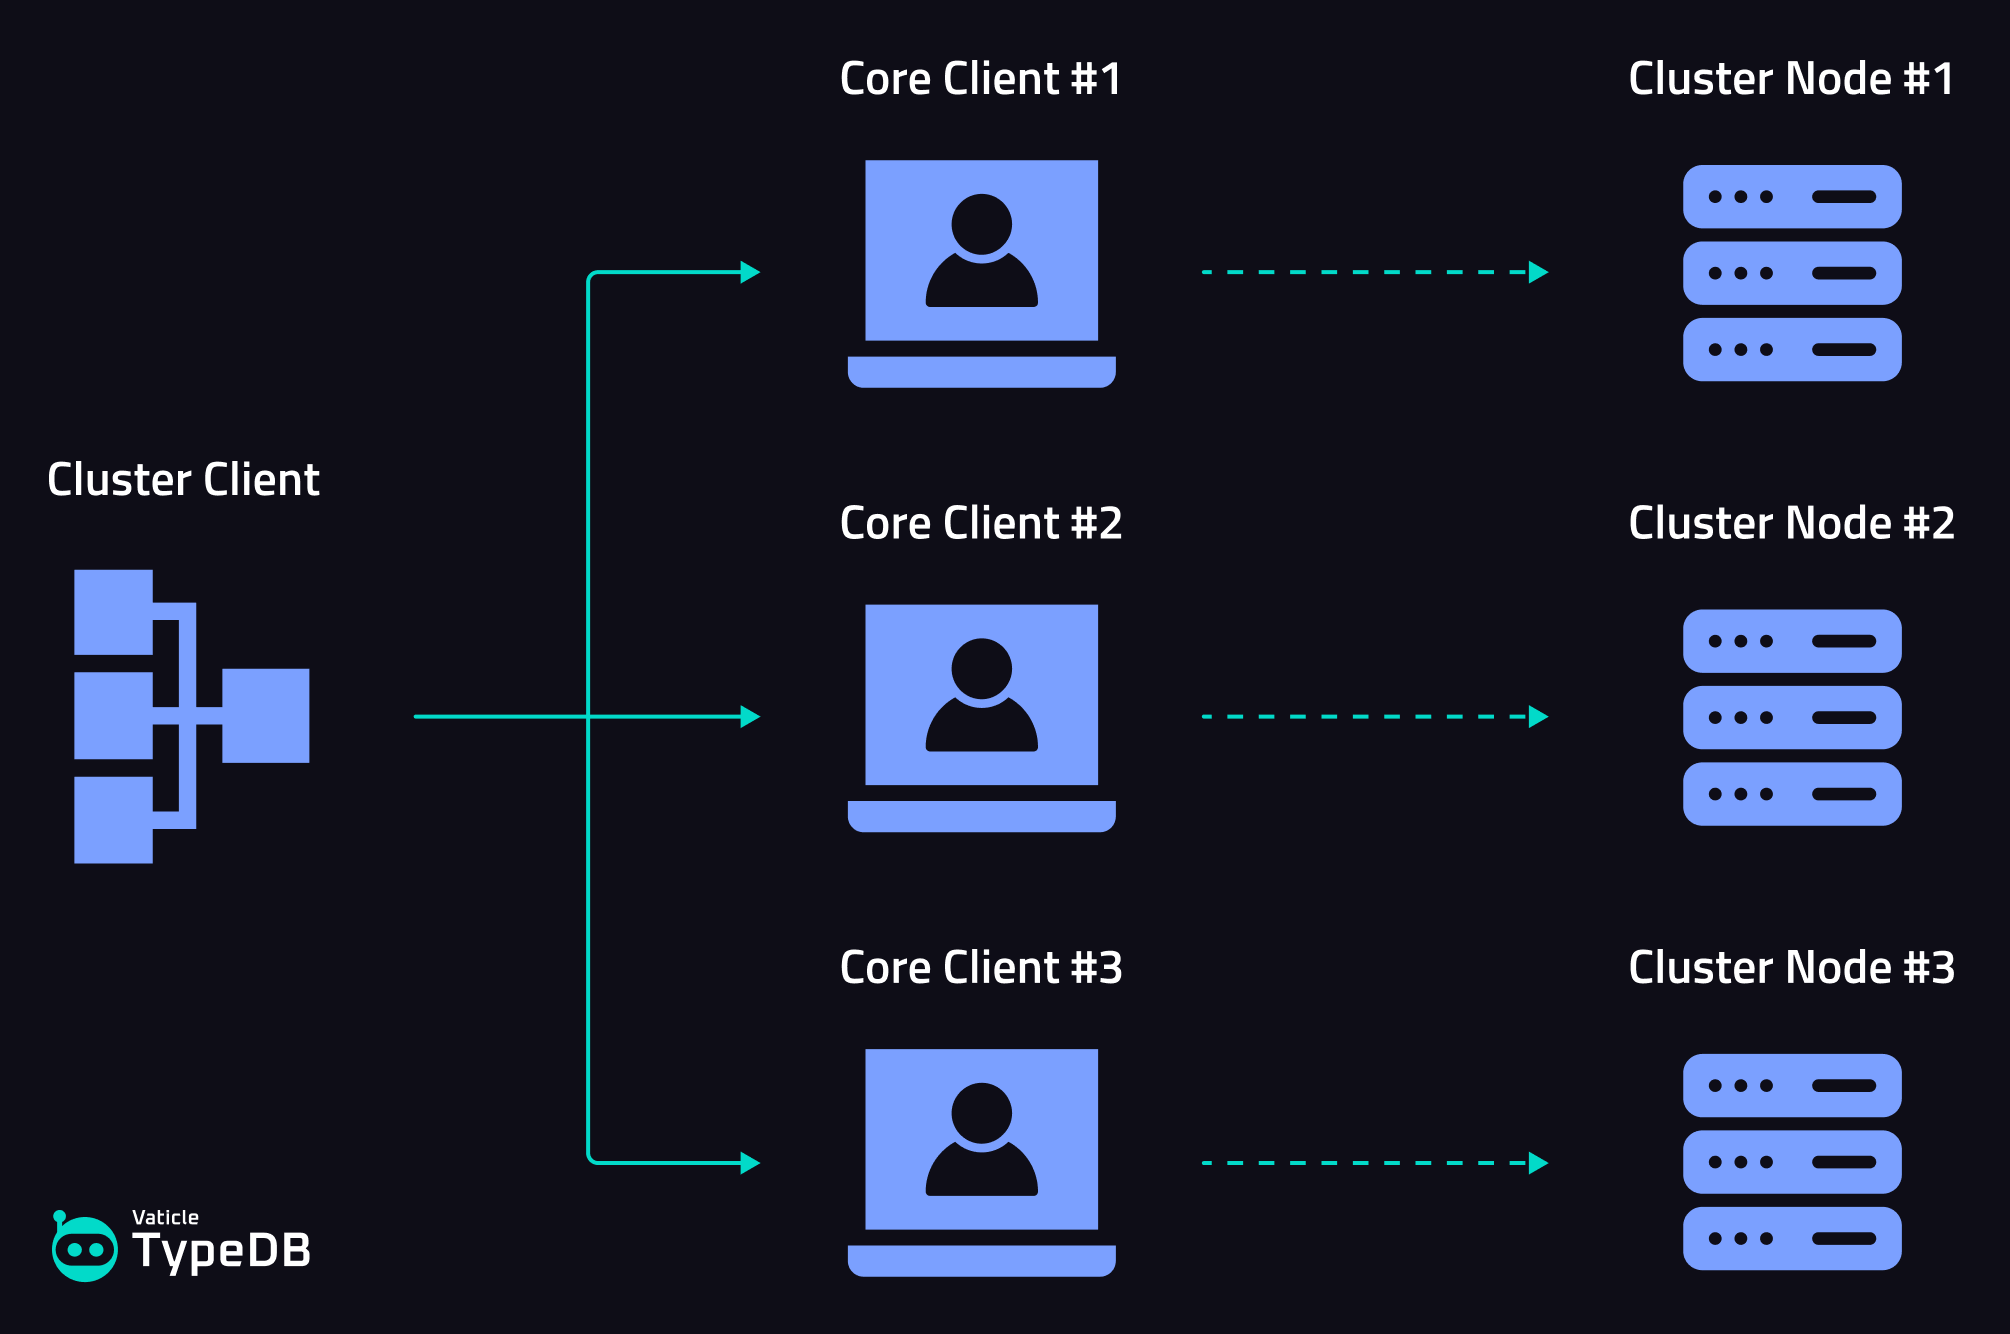 Core Client #1
Cluster Node #1
Cluster Client
Core Client #2
Cluster Node #2
Core Client #3
Cluster Node #3
Vaticle
TypeDB